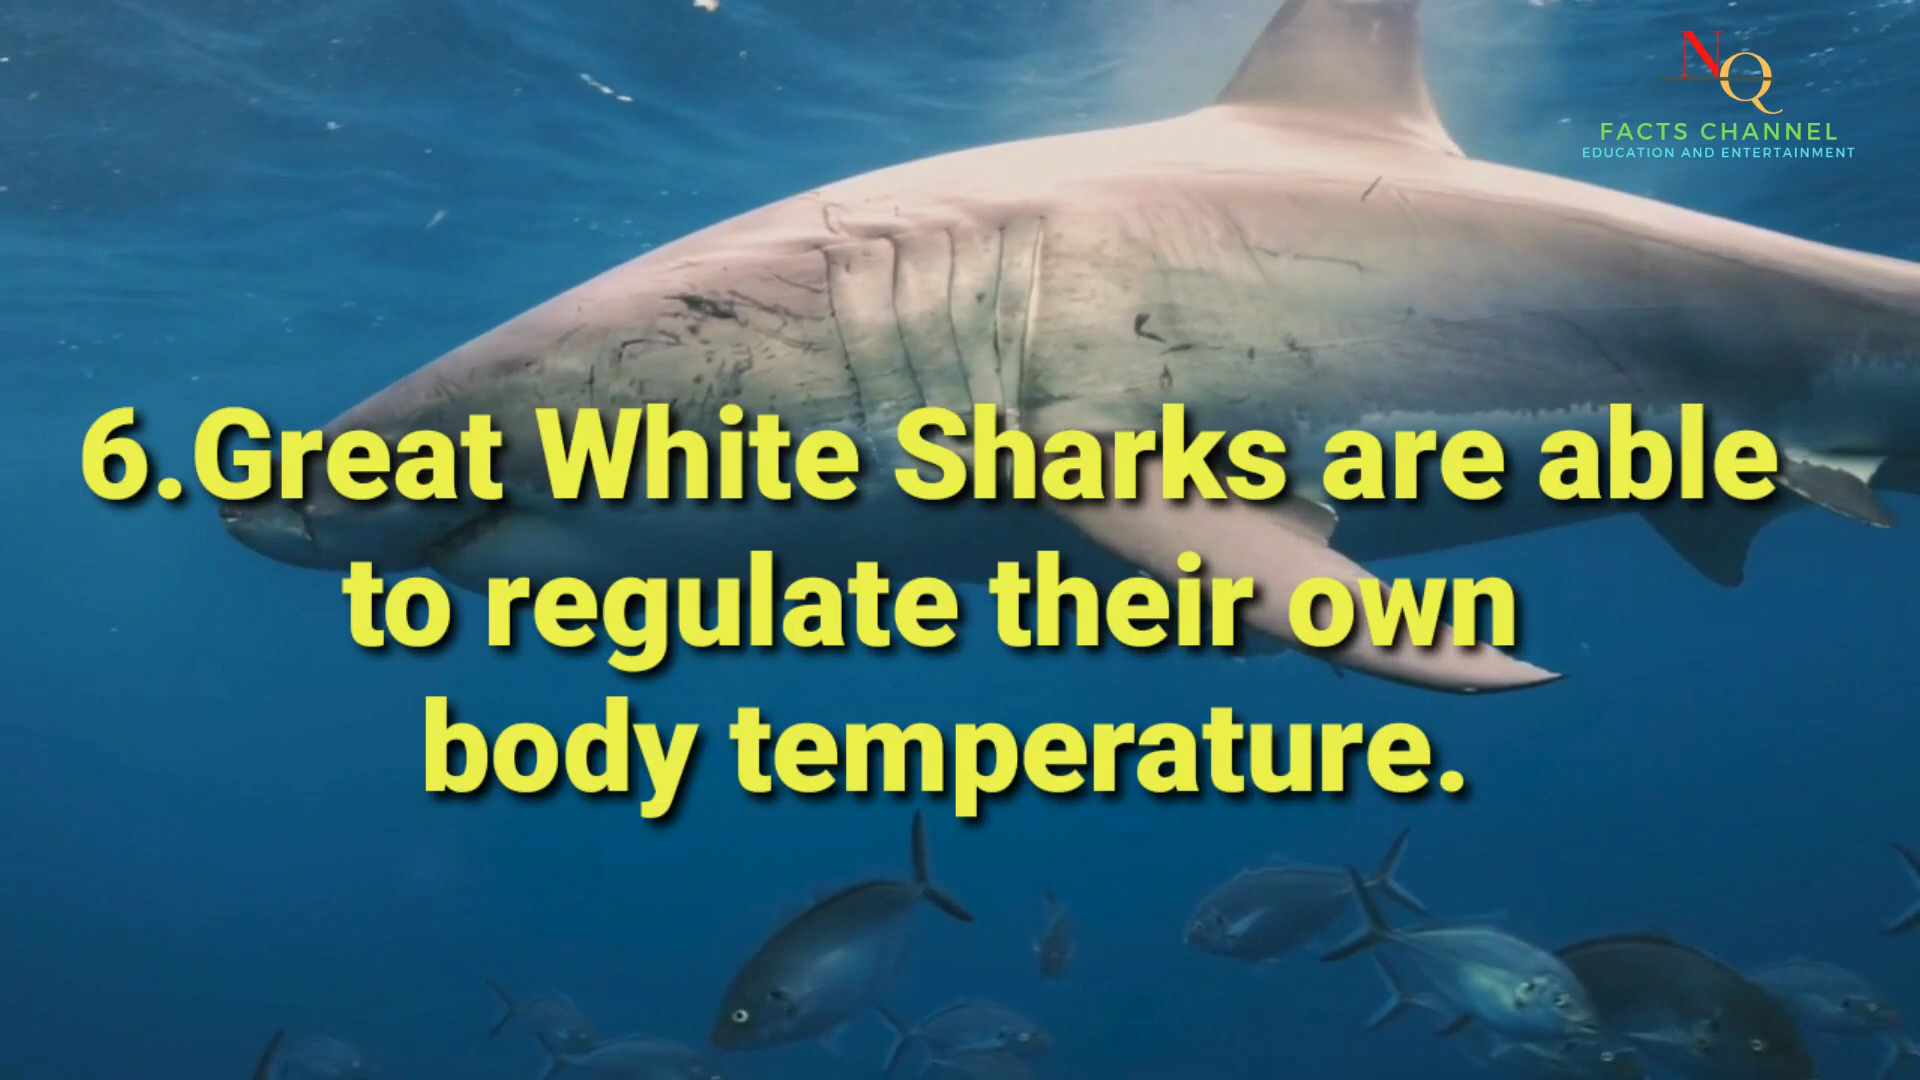 NQ
FACTS CHANNEL
EDUCATION AND ENTERTAINMENT
6.Great White Sharks are able
to regulate their own
body temperature.